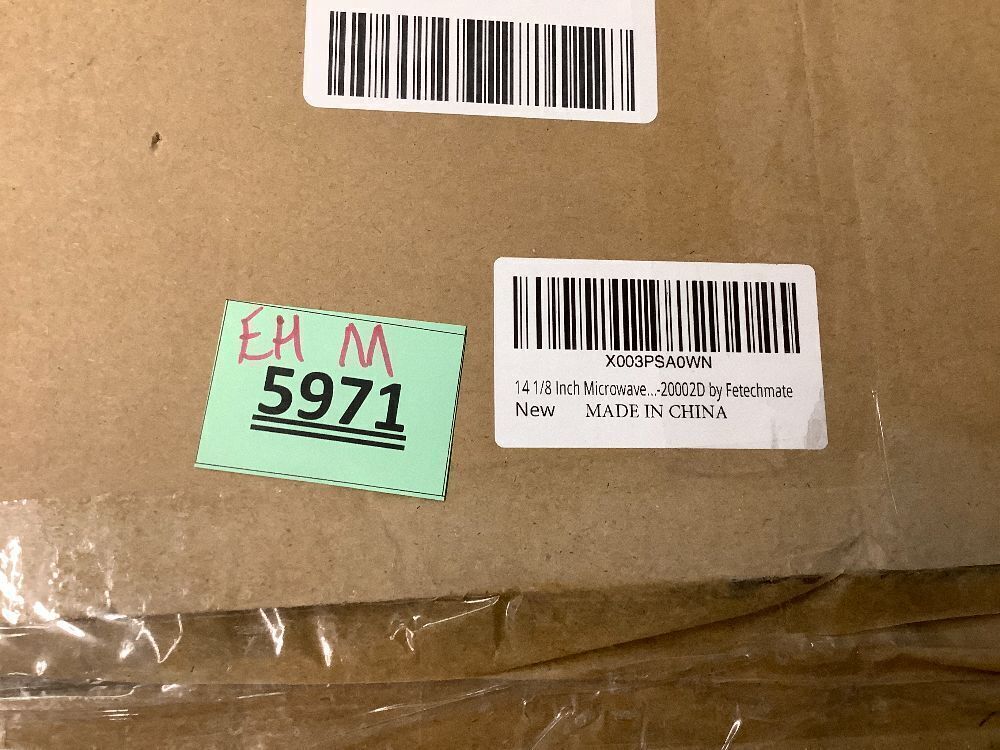 EH M
5971
X003PSA0WN
14 1/8 Inch Microwave...-20002D by Fetechmate
New MADE IN CHINA